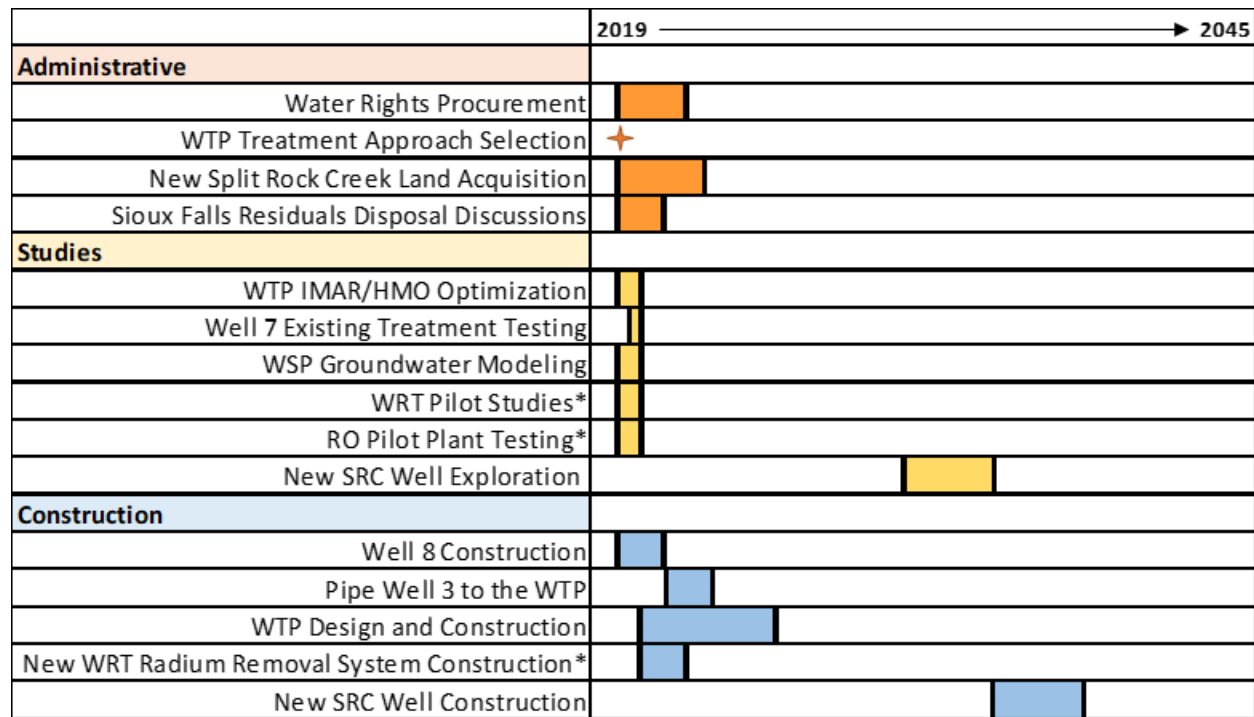 2019 2045
Administrative
Water Rights Procurement
WTP Treatment Approach Selection
New Split Rock Creek Land Acquisition
Sioux Falls Residuals Disposal Discussions
Studies
WTP IMAR/HMO Optimization
Well 7 Existing Treatment Testing
WSP Groundwater Modeling
WRT Pilot Studies*
RO Pilot Plant Testing*
New SRC Well Exploration
Construction
Well 8 Construction
Pipe Well 3 to the WTP
WTP Design and Construction
New WRT Radium Removal System Construction*
New SRC Well Construction